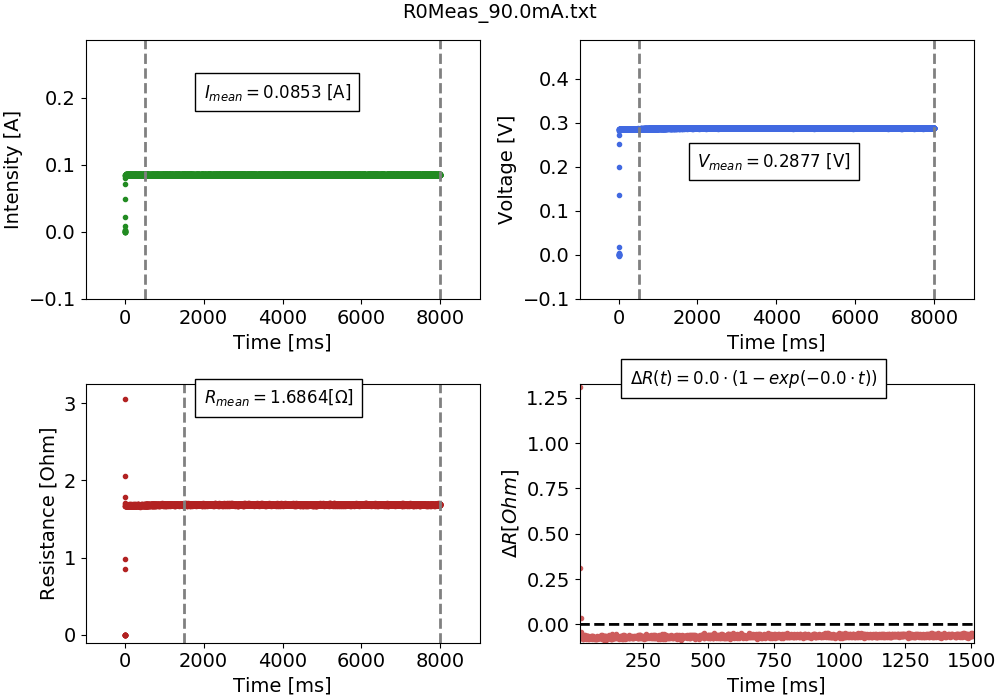 R0Meas_90.0mA.txt
Intensity [A]
0.2
0.1
0.0
−0.1
I_mean = 0.0853 [A]
0 2000 4000 6000 8000
Time [ms]
Voltage [V]
0.4
0.3
0.2
0.1
0.0
−0.1
V_mean = 0.2877 [V]
0 2000 4000 6000 8000
Time [ms]
Resistance [Ohm]
3
2
1
0
R_mean = 1.6864[Ω]
0 2000 4000 6000 8000
Time [ms]
ΔR[Ohm]
ΔR(t) = 0.0 · (1 − exp(−0.0 · t))
1.25
1.00
0.75
0.50
0.25
0.00
250 500 750 1000 1250 1500
Time [ms]